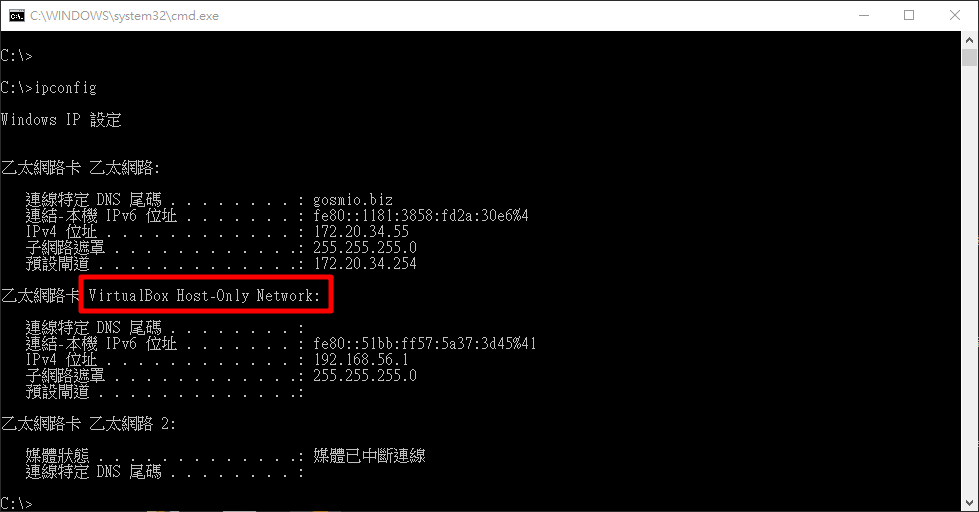 C:\WINDOWS\system32\cmd.exe
C:\>
C:\>ipconfig
Windows IP 設定
乙太網路卡 乙太網路:
連線特定 DNS 尾碼 . . . . . . . . : gosmio.biz
連結-本機 IPv6 位址 . . . . . . . : fe80::1181:3858:fd2a:30e6%4
IPv4 位址 . . . . . . . . . . . . : 172.20.34.55
子網路遮罩 . . . . . . . . . . . .: 255.255.255.0
預設閘道 . . . . . . . . . . . . .: 172.20.34.254
乙太網路卡 VirtualBox Host-Only Network:
連線特定 DNS 尾碼 . . . . . . . . :
連結-本機 IPv6 位址 . . . . . . . : fe80::51bb:ff57:5a37:3d45%41
IPv4 位址 . . . . . . . . . . . . : 192.168.56.1
子網路遮罩 . . . . . . . . . . . .: 255.255.255.0
預設閘道 . . . . . . . . . . . . .:
乙太網路卡 乙太網路 2:
媒體狀態 . . . . . . . . . . . . .: 媒體已中斷連線
連線特定 DNS 尾碼 . . . . . . . . :
C:\>